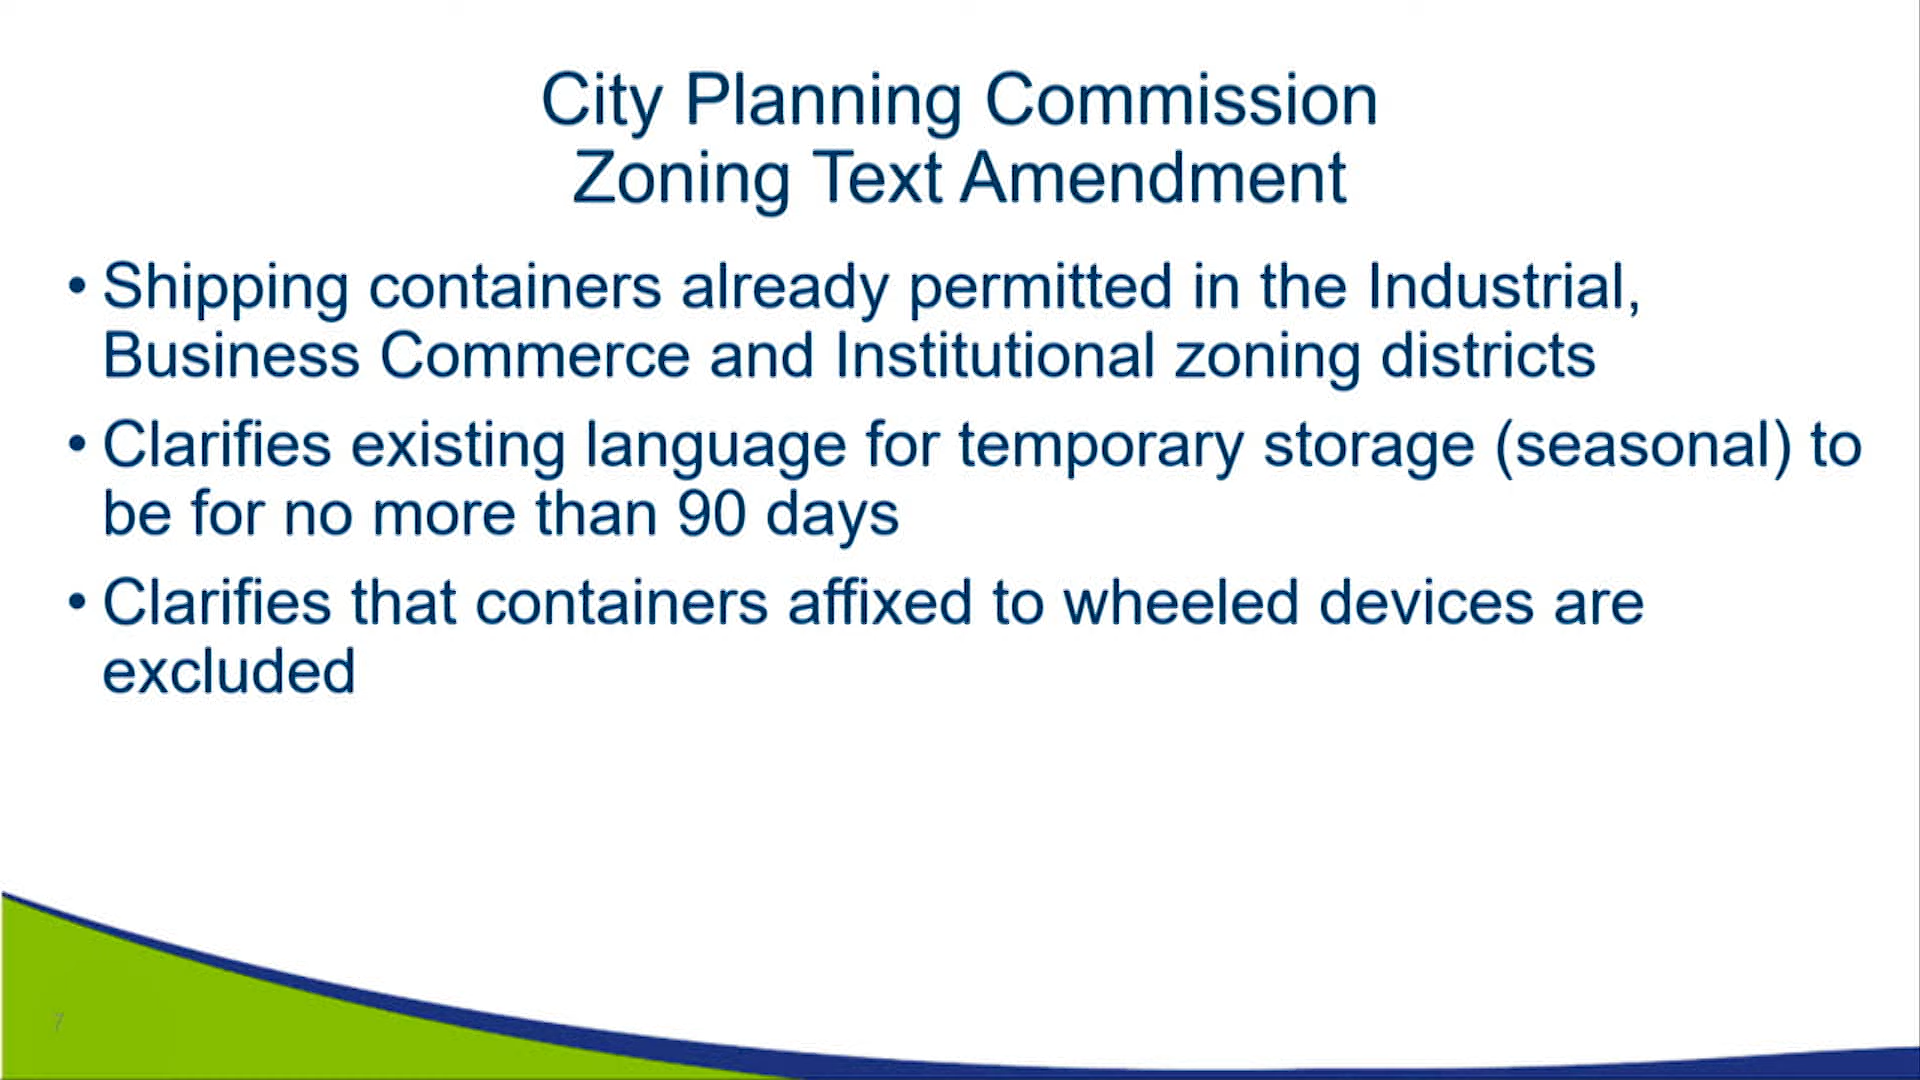 City Planning Commission
Zoning Text Amendment
• Shipping containers already permitted in the Industrial,
Business Commerce and Institutional zoning districts
• Clarifies existing language for temporary storage (seasonal) to
be for no more than 90 days
• Clarifies that containers affixed to wheeled devices are
excluded
7